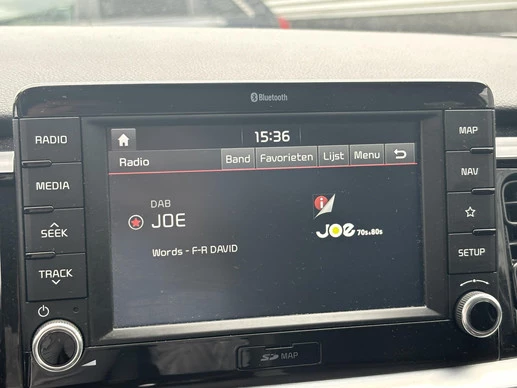 Bluetooth
RADIO
MEDIA
SEEK
TRACK
15:36
Radio
Band
Favorieten
Lijst
Menu
DAB
JOE
Words - F-R DAVID
i
JOE 70s&80s
MAP
NAV
SETUP
SD MAP